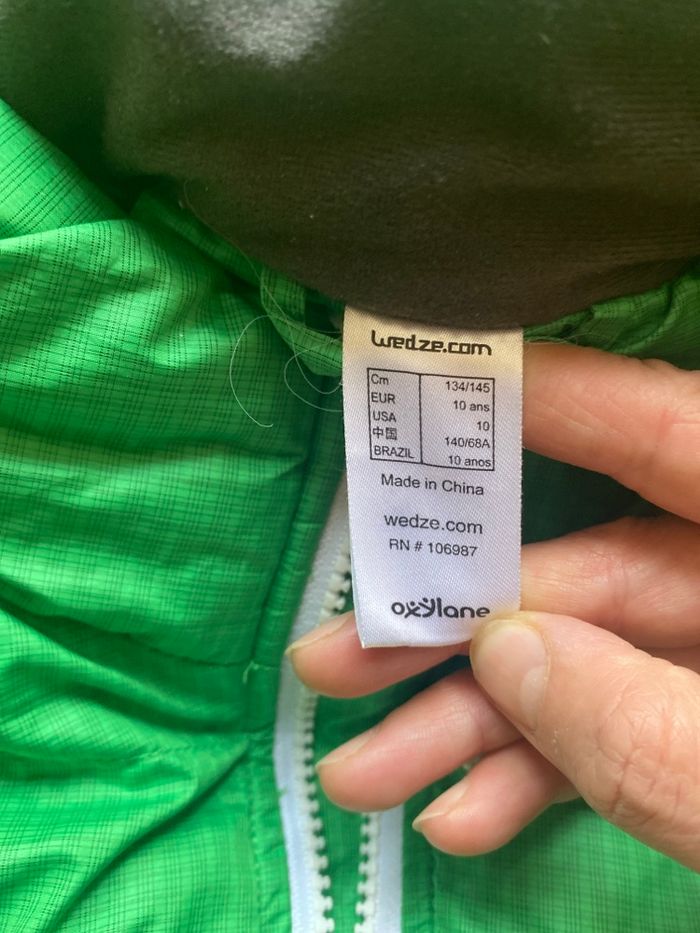 wedze.com
Cm 134/145
EUR 10 ans
USA 10
中国 140/68A
BRAZIL 10 anos
Made in China
wedze.com
RN # 106987
oxylane